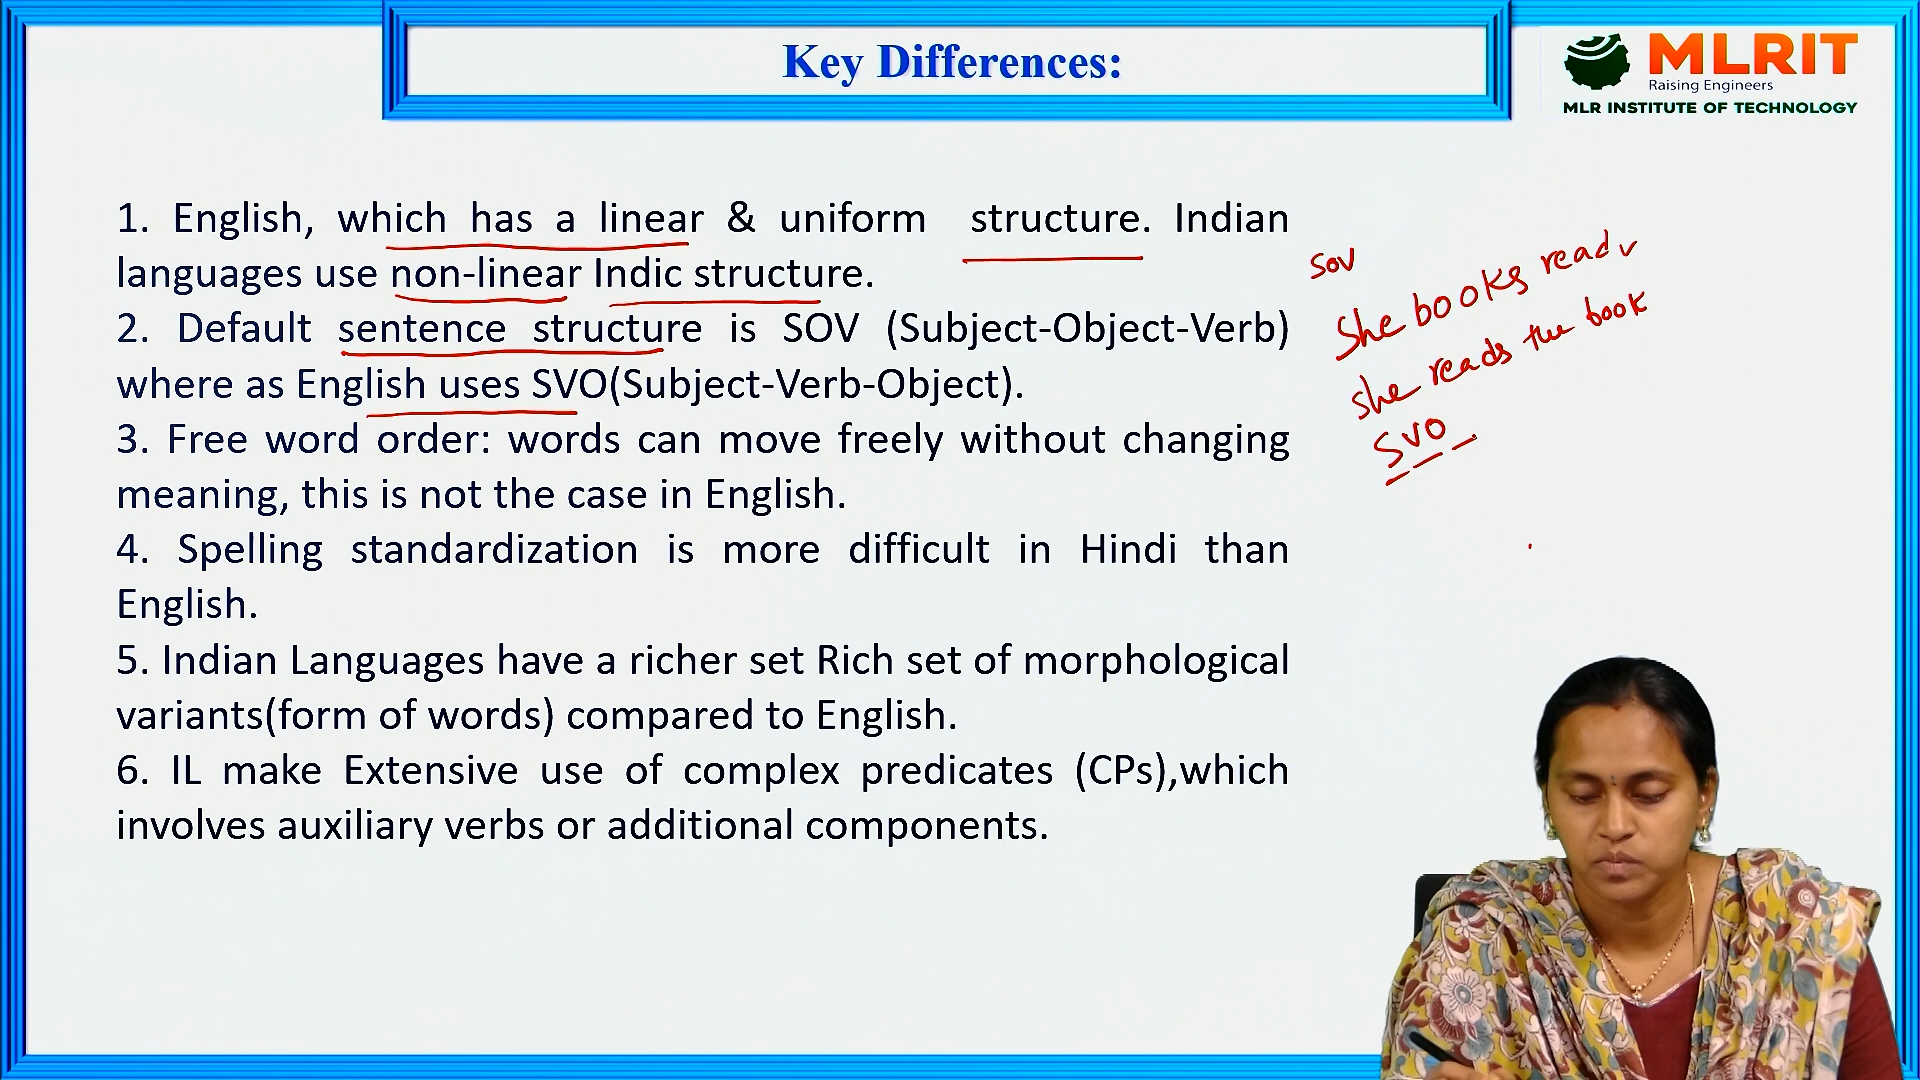 Key Differences:
MLRIT
Raising Engineers
MLR INSTITUTE OF TECHNOLOGY
1. English, which has a linear & uniform structure. Indian
languages use non-linear Indic structure.
2. Default sentence structure is SOV (Subject-Object-Verb)
where as English uses SVO(Subject-Verb-Object).
3. Free word order: words can move freely without changing
meaning, this is not the case in English.
4. Spelling standardization is more difficult in Hindi than
English.
5. Indian Languages have a richer set Rich set of morphological
variants(form of words) compared to English.
6. IL make Extensive use of complex predicates (CPs),which
involves auxiliary verbs or additional components.
SOV
She books read
she reads the book
SVO